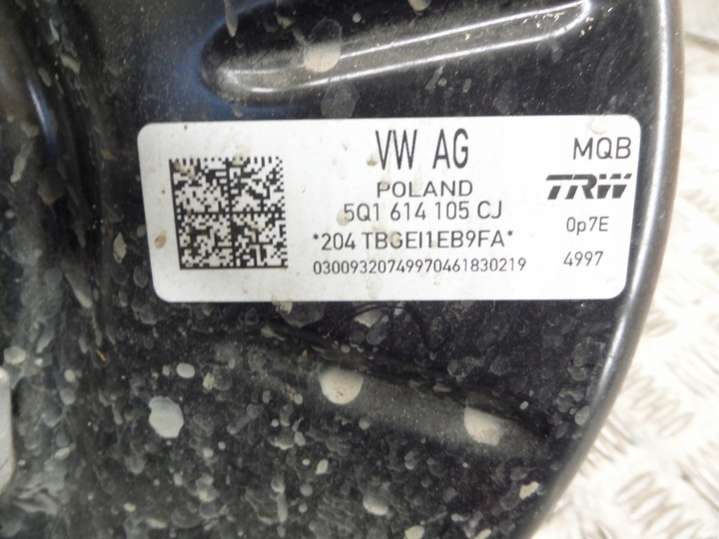 VW AG
MQB
POLAND
TRW
5Q1 614 105 CJ
0p7E
*204 TBGEI1EB9FA*
4997
03009320749970461830219